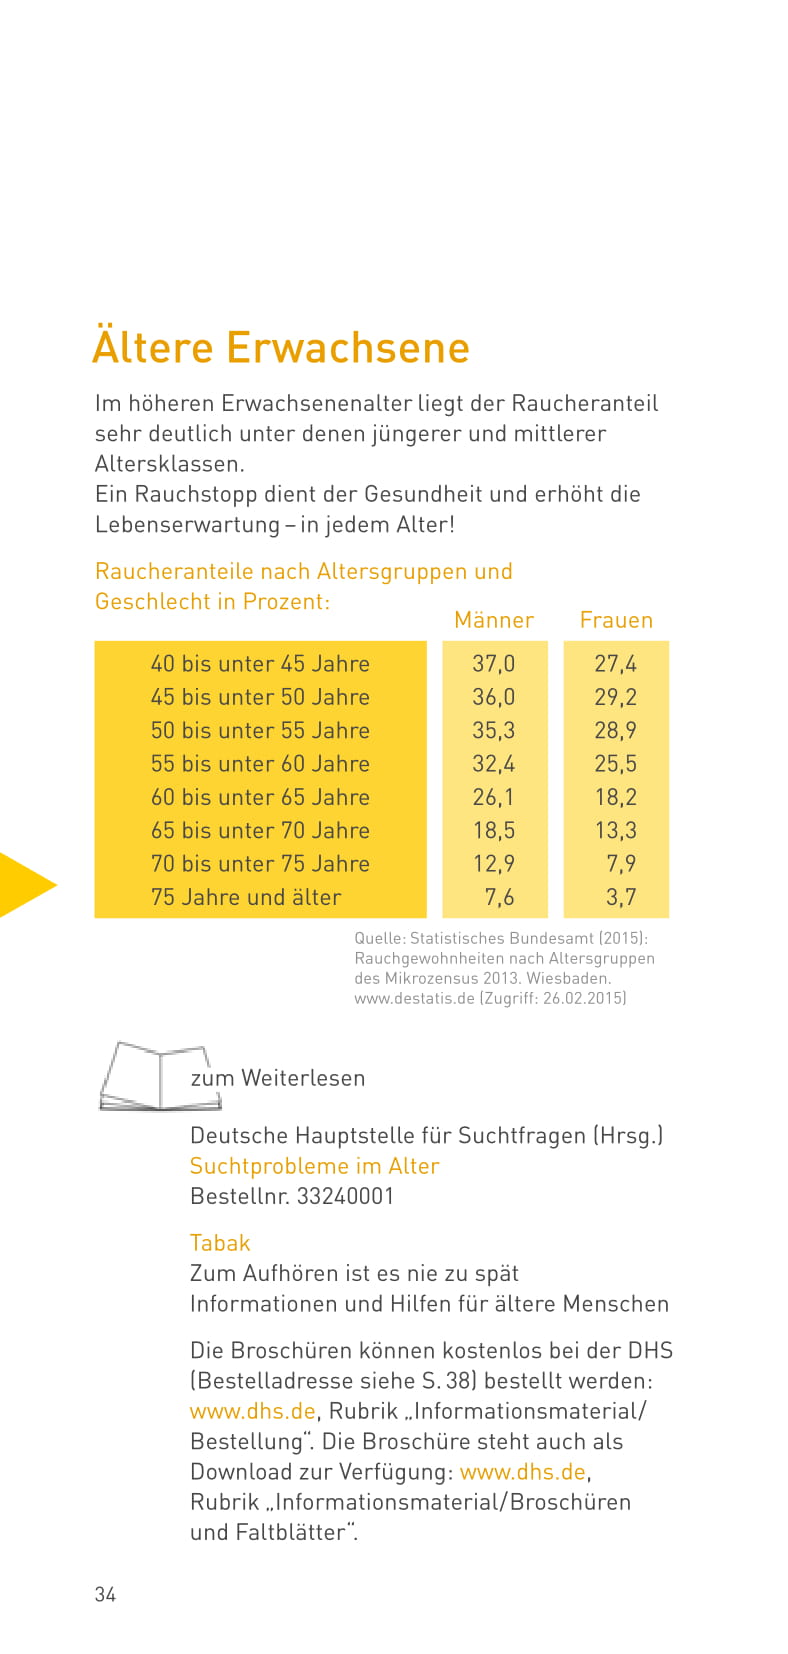 Ältere Erwachsene
Im höheren Erwachsenenalter liegt der Raucheranteil
sehr deutlich unter denen jüngerer und mittlerer
Altersklassen.
Ein Rauchstopp dient der Gesundheit und erhöht die
Lebenserwartung – in jedem Alter!
Raucheranteile nach Altersgruppen und
Geschlecht in Prozent:
Männer Frauen
40 bis unter 45 Jahre 37,0 27,4
45 bis unter 50 Jahre 36,0 29,2
50 bis unter 55 Jahre 35,3 28,9
55 bis unter 60 Jahre 32,4 25,5
60 bis unter 65 Jahre 26,1 18,2
65 bis unter 70 Jahre 18,5 13,3
70 bis unter 75 Jahre 12,9 7,9
75 Jahre und älter 7,6 3,7
Quelle: Statistisches Bundesamt (2015):
Rauchgewohnheiten nach Altersgruppen
des Mikrozensus 2013. Wiesbaden.
www.destatis.de (Zugriff: 26.02.2015)
zum Weiterlesen
Deutsche Hauptstelle für Suchtfragen (Hrsg.)
Suchtprobleme im Alter
Bestellnr. 33240001
Tabak
Zum Aufhören ist es nie zu spät
Informationen und Hilfen für ältere Menschen
Die Broschüren können kostenlos bei der DHS
(Bestelladresse siehe S. 38) bestellt werden:
www.dhs.de, Rubrik „Informationsmaterial/
Bestellung“. Die Broschüre steht auch als
Download zur Verfügung: www.dhs.de,
Rubrik „Informationsmaterial/Broschüren
und Faltblätter“.
34